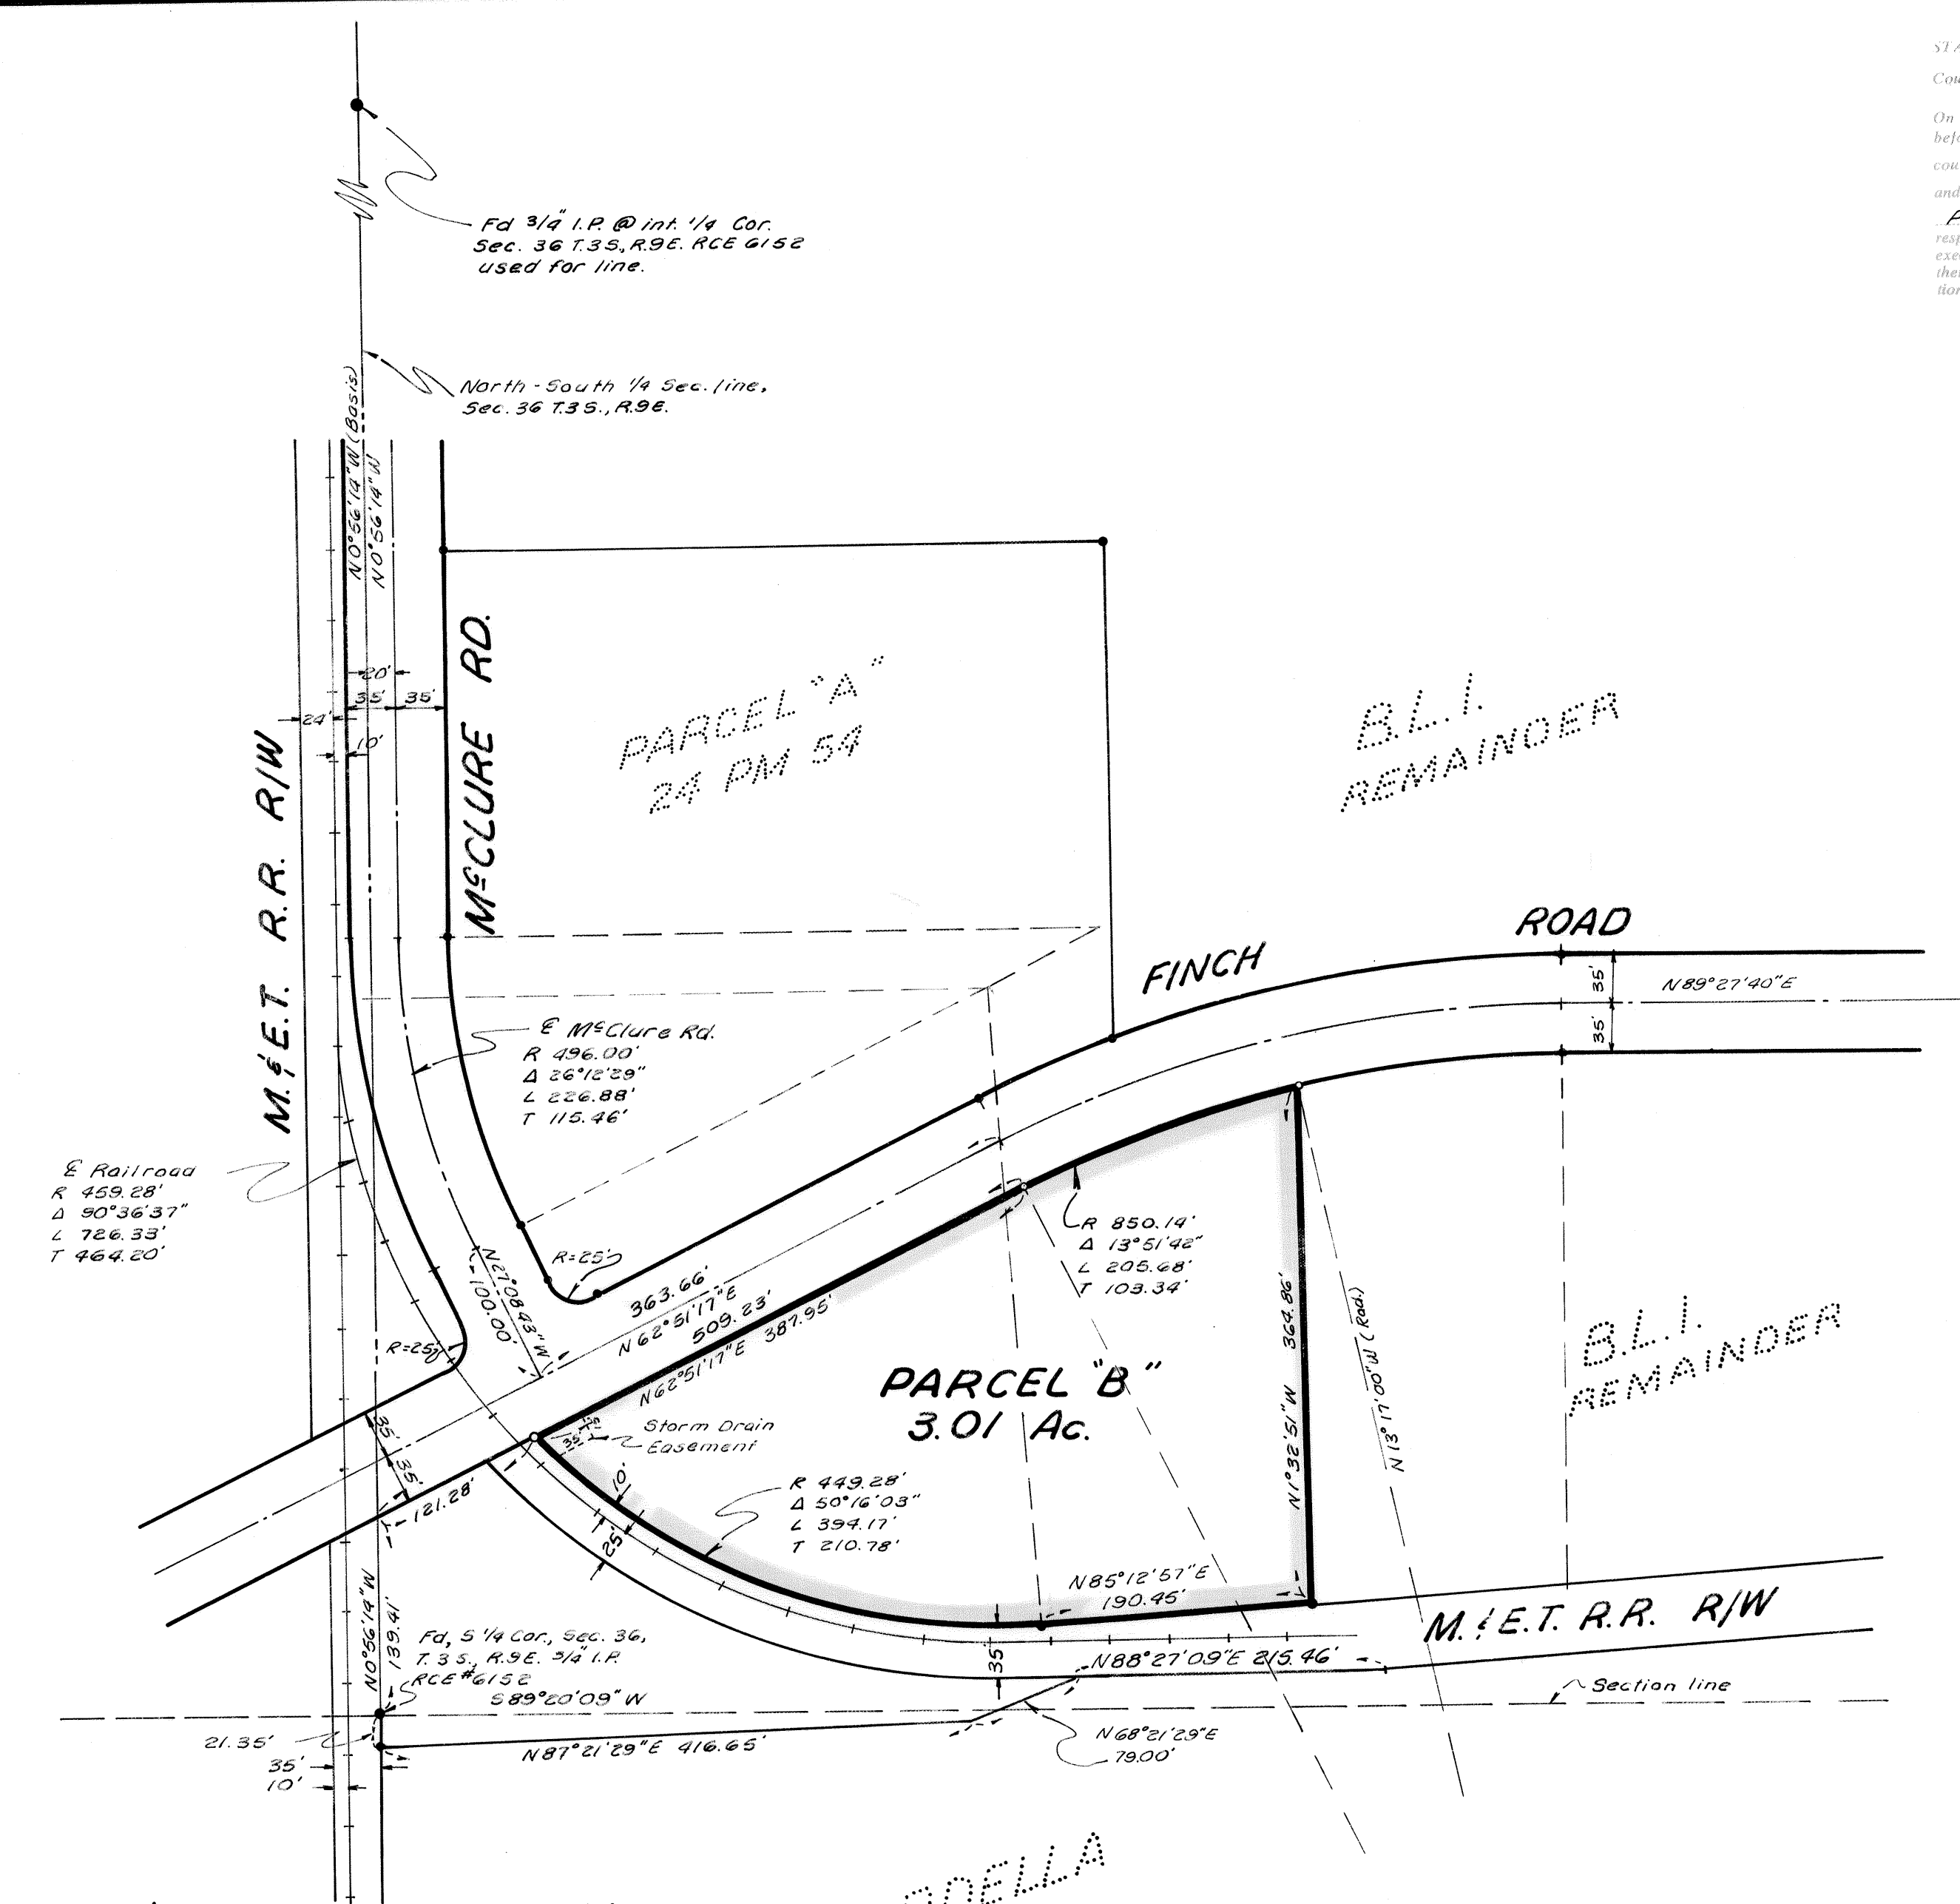 Fd 3/4" I.P. @ int. 1/4 Cor.
Sec. 36 T.3S., R.9E. RCE 6152
used for line.
North - South 1/4 Sec. line,
Sec. 36 T.3S., R.9E.
N0°56'14"W (Basis)
N0°56'14"W
20'
35' 35'
24'
10'
M. & E.T. R.R. R/W
McCLURE RD.
PARCEL "A"
24 PM 54
B.L.I.
REMAINDER
FINCH ROAD
35'
35'
N89°27'40"E
℄ McClure Rd.
R 496.00'
Δ 26°12'29"
L 226.88'
T 115.46'
℄ Railroad
R 459.28'
Δ 90°36'37"
L 726.33'
T 464.20'
R=25'
N27°08'43"W
100.00'
363.66'
N62°51'17"E
509.23'
N62°51'17"E 387.95'
R=25'
R 850.14'
Δ 13°51'42"
L 205.68'
T 103.34'
N1°32'51"W 364.86'
N13°17'00"W (Rad.)
B.L.I.
REMAINDER
PARCEL "B"
3.01 Ac.
35'
35'
121.28'
5'
35'
Storm Drain
Easement
10'
25'
R 449.28'
Δ 50°16'03"
L 394.17'
T 210.78'
N85°12'57"E
190.45'
M. & E.T. R.R. R/W
N0°56'14"W
139.41'
Fd, S 1/4 Cor., Sec. 36,
T.3S., R.9E. 3/4" I.P.
RCE #6152
S89°20'09"W
35'
N88°27'09"E 215.46'
Section line
21.35'
35'
10'
N87°21'29"E 416.65'
N68°21'29"E
79.00'